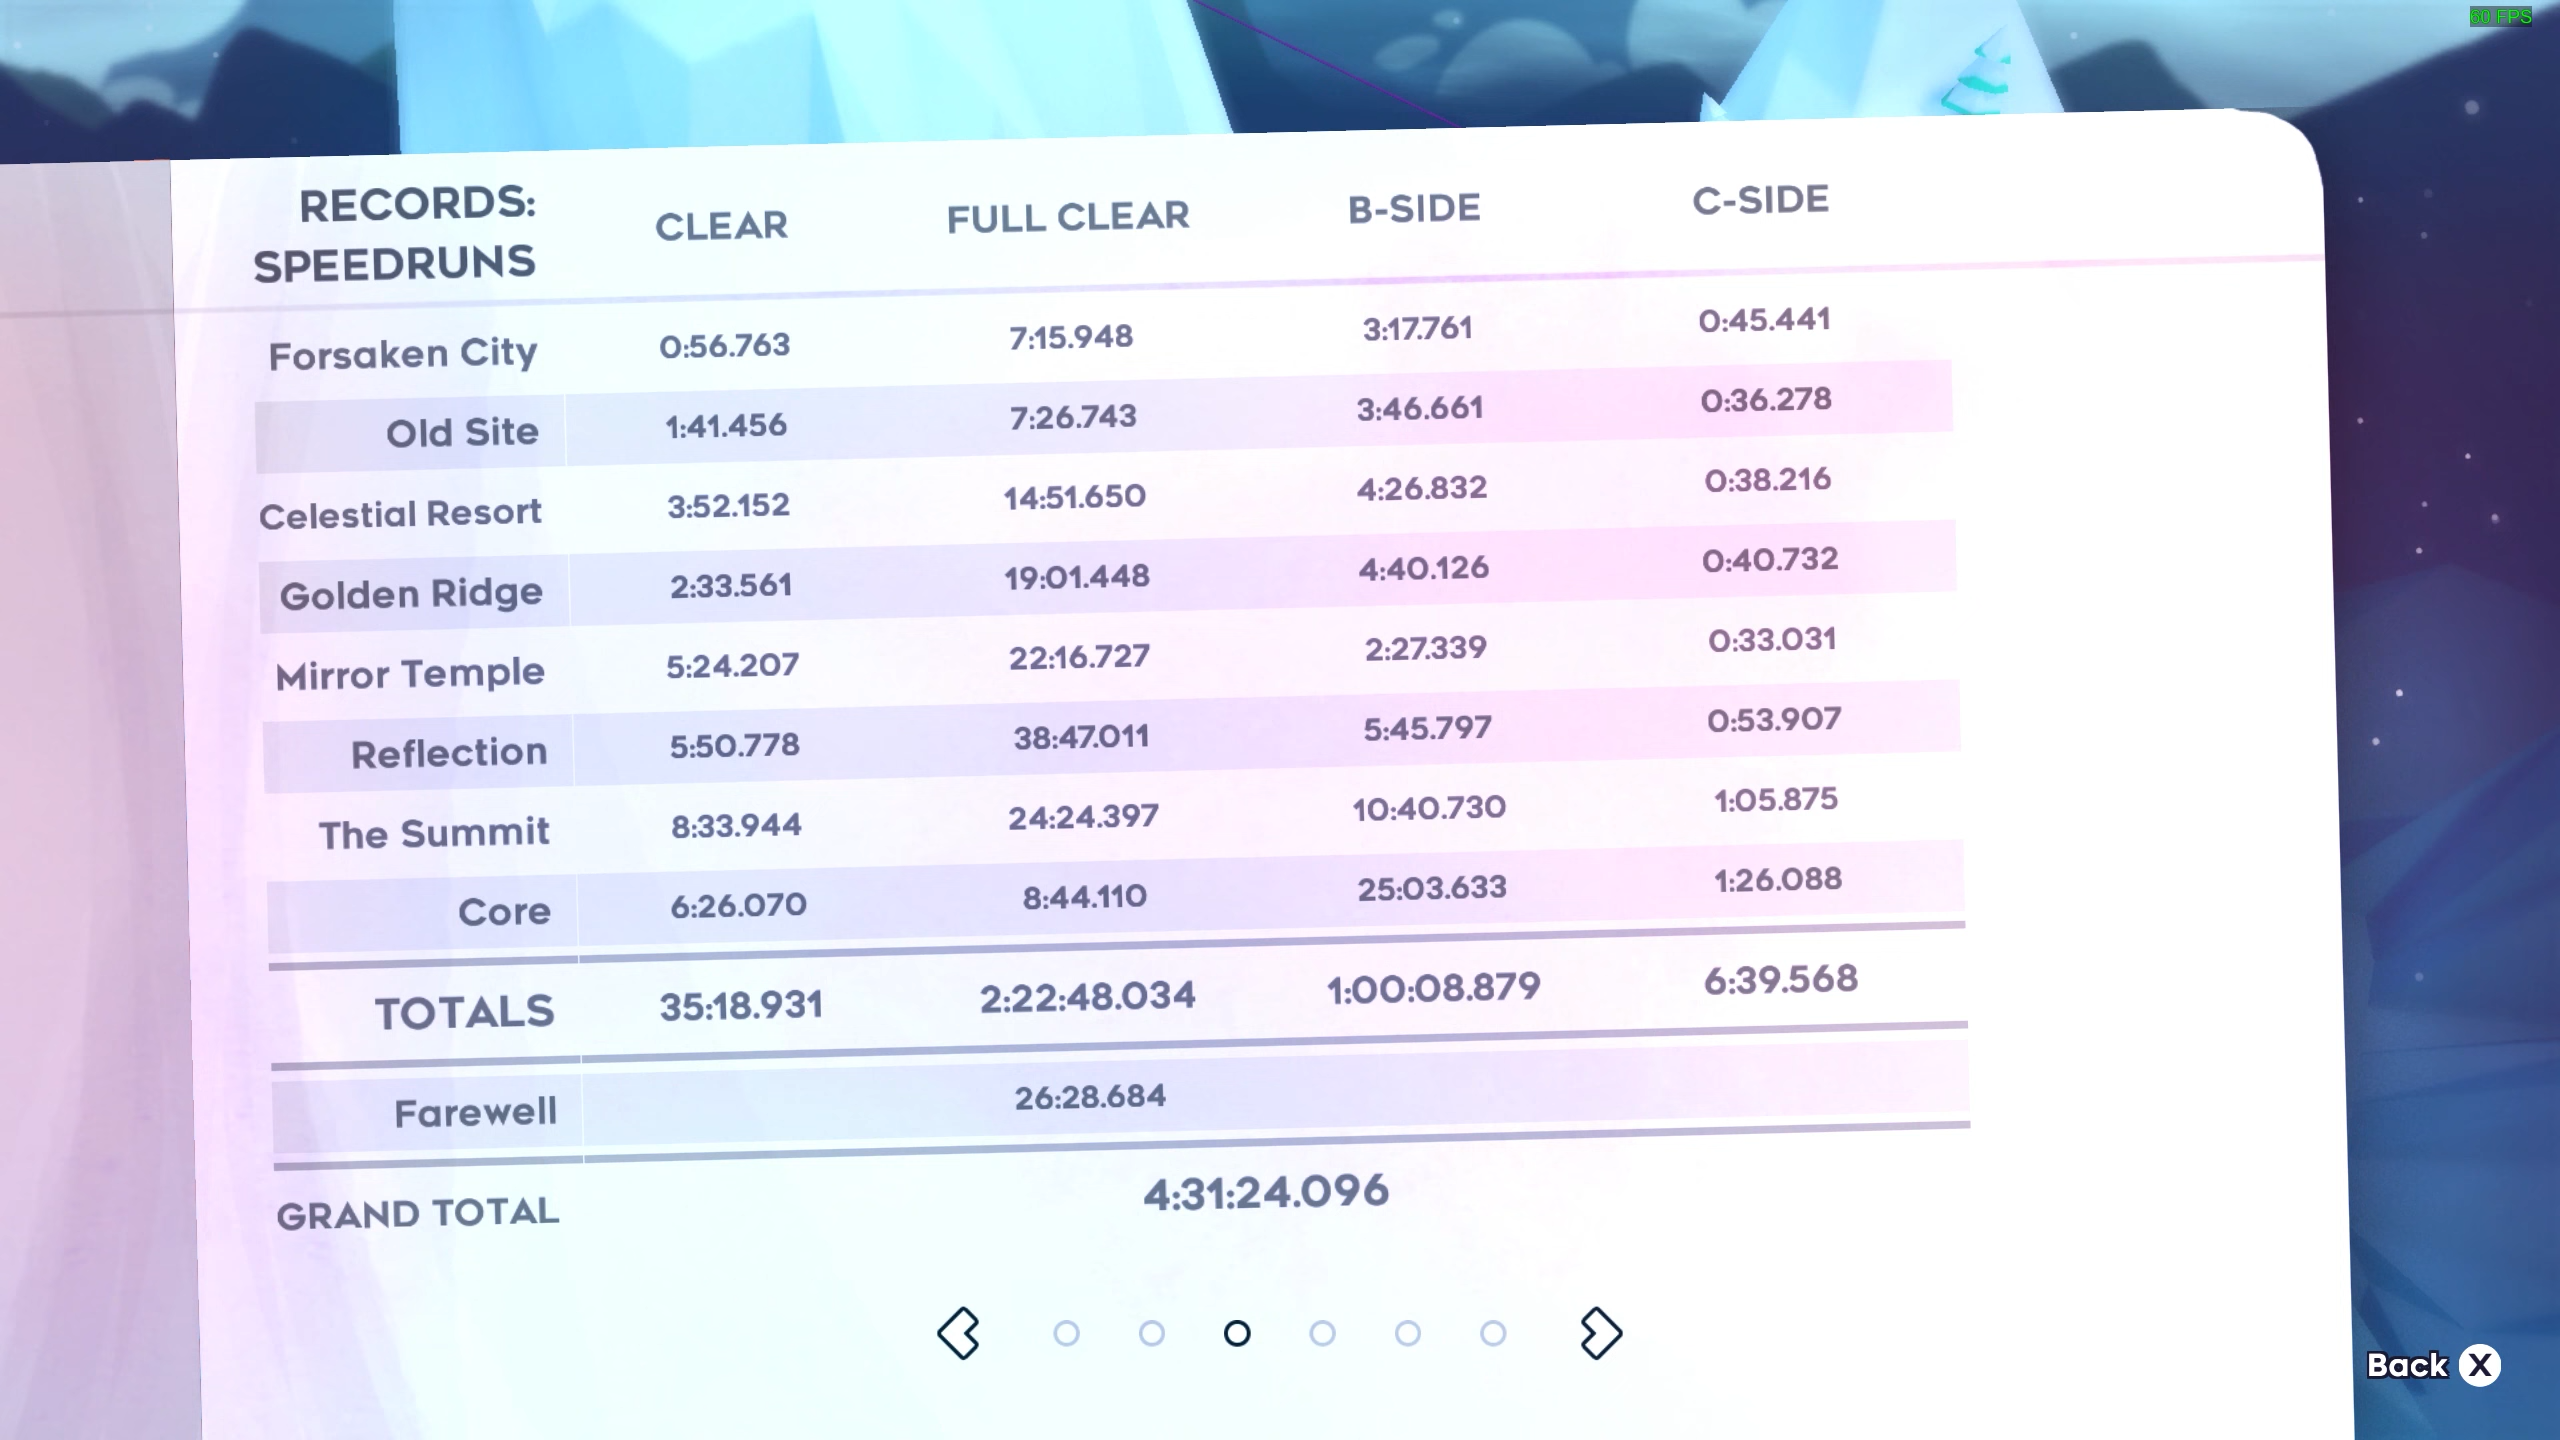 60 FPS
RECORDS:
SPEEDRUNS
CLEAR FULL CLEAR B-SIDE C-SIDE
Forsaken City 0:56.763 7:15.948 3:17.761 0:45.441
Old Site 1:41.456 7:26.743 3:46.661 0:36.278
Celestial Resort 3:52.152 14:51.650 4:26.832 0:38.216
Golden Ridge 2:33.561 19:01.448 4:40.126 0:40.732
Mirror Temple 5:24.207 22:16.727 2:27.339 0:33.031
Reflection 5:50.778 38:47.011 5:45.797 0:53.907
The Summit 8:33.944 24:24.397 10:40.730 1:05.875
Core 6:26.070 8:44.110 25:03.633 1:26.088
TOTALS 35:18.931 2:22:48.034 1:00:08.879 6:39.568
Farewell 26:28.684
GRAND TOTAL 4:31:24.096
Back X